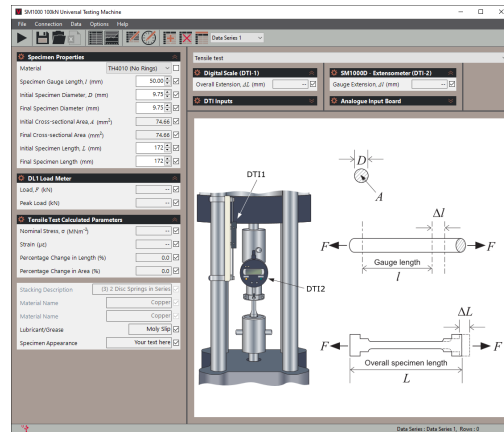 SM1000 100kN Universal Testing Machine
File Connection Data Options Help
Data Series 1
Specimen Properties
Material TH4010 (No Rings)
Specimen Gauge Length, l (mm) 50.00
Initial Specimen Diameter, D (mm) 9.75
Final Specimen Diameter (mm) 9.75
Initial Cross-sectional Area, A (mm²) 74.66
Final Cross-sectional Area (mm²) 74.66
Initial Specimen Length, L (mm) 172
Final Specimen Length (mm) 172
DL1 Load Meter
Load, F (kN) --
Peak Load (kN) --
Tensile Test Calculated Parameters
Nominal Stress, σ (MNm⁻²) --
Strain (με) --
Percentage Change in Length (%) 0.0
Percentage Change in Area (%) 0.0
Stacking Description (3) 2 Disc Springs in Series
Material Name Copper
Material Name Copper
Lubricant/Grease Moly Slip
Specimen Appearance Your text here
Tensile test
Digital Scale (DTI-1)
Overall Extension, ΔL (mm) --
SM1000D - Extensometer (DTI-2)
Gauge Extension, Δl (mm) --
DTI Inputs
Analogue Input Board
DTI1
DTI2
D
A
Δl
F
F
Gauge length
l
ΔL
F
F
Overall specimen length
L
Data Series : Data Series 1, Rows : 0